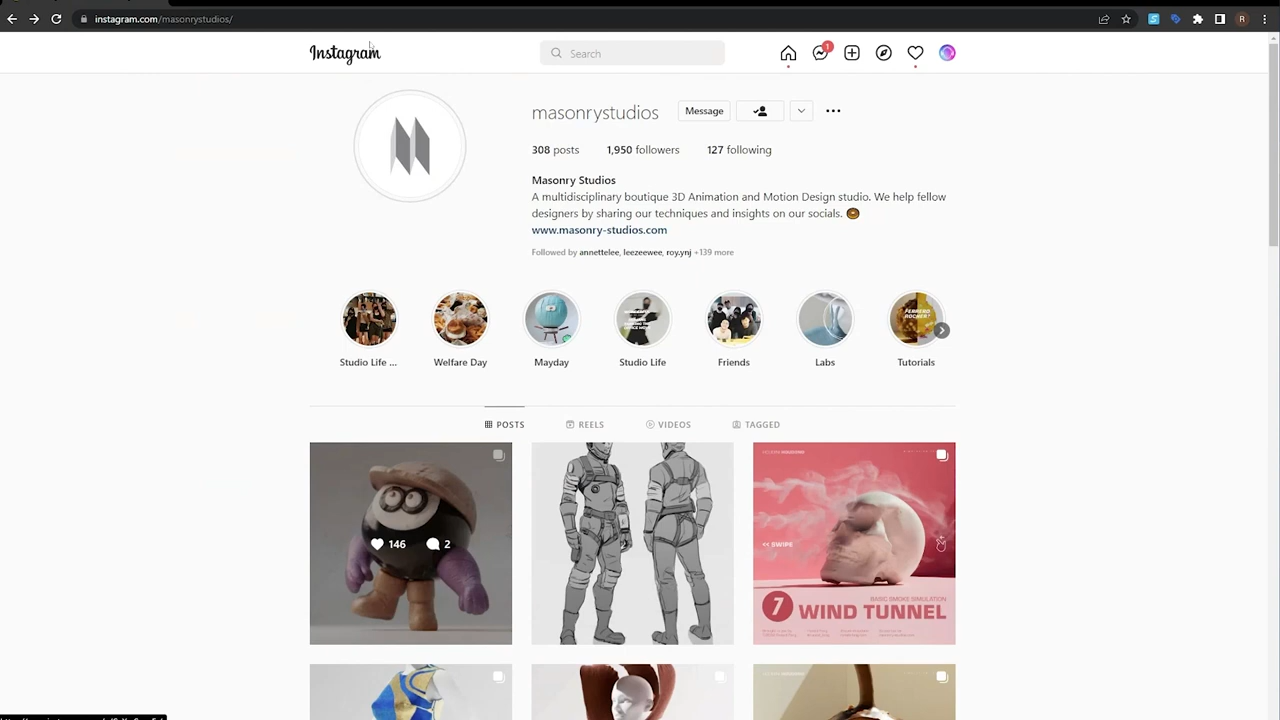 instagram.com/masonrystudios/
R
Instagram
Search
1
masonrystudios
Message
308 posts 1,950 followers 127 following
Masonry Studios
A multidisciplinary boutique 3D Animation and Motion Design studio. We help fellow
designers by sharing our techniques and insights on our socials.
www.masonry-studios.com
Followed by annettelee, leezeewee, roy.ynj +139 more
Studio Life ... Welfare Day Mayday Studio Life Friends Labs Tutorials
POSTS REELS VIDEOS TAGGED
146 2
<< SWIPE
BASIC SMOKE SIMULATION
7 WIND TUNNEL